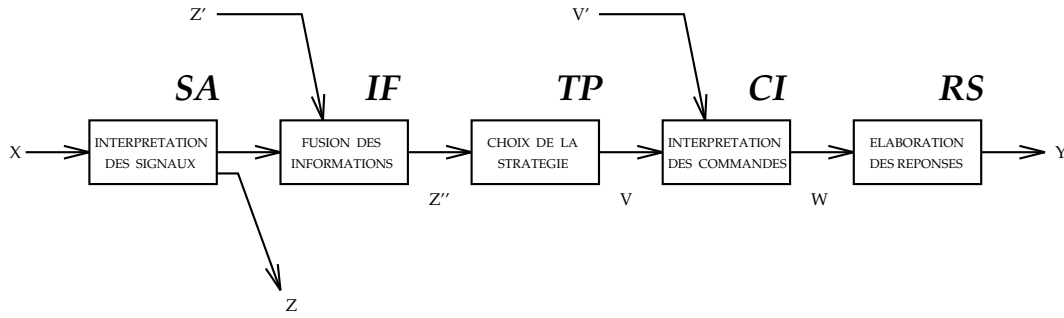 Z'
V'
SA
IF
TP
CI
RS
X
INTERPRETATION
DES SIGNAUX
FUSION DES
INFORMATIONS
CHOIX DE LA
STRATEGIE
INTERPRETATION
DES COMMANDES
ELABORATION
DES REPONSES
Y
Z''
V
W
Z